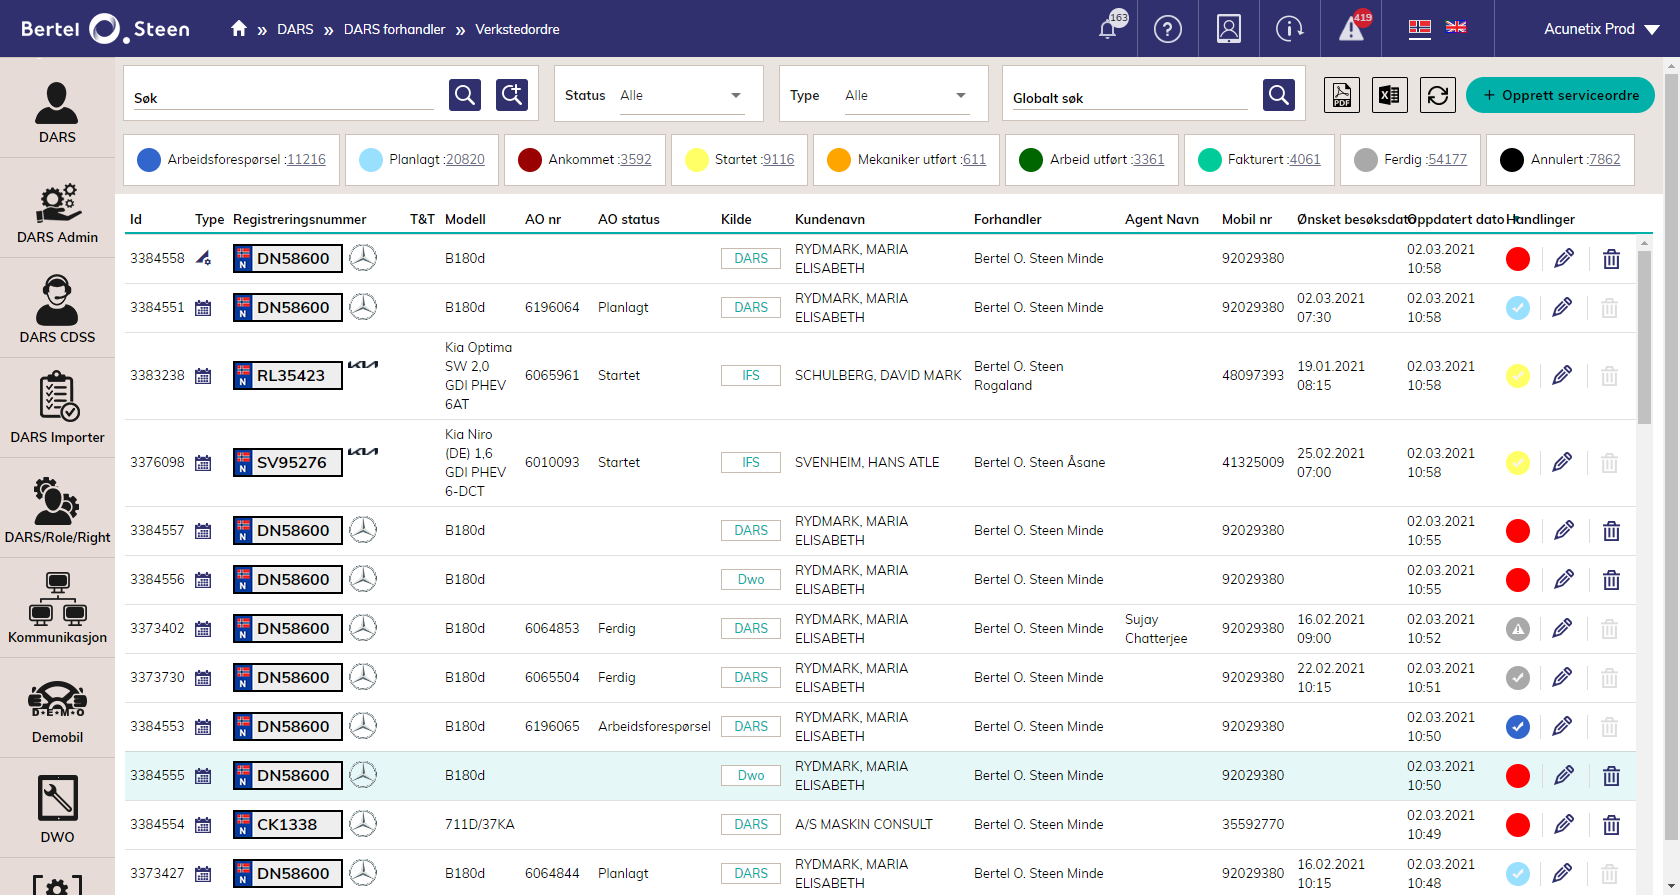 Bertel O. Steen
» DARS » DARS forhandler » Verkstedordre
163
419
Acunetix Prod
Søk
Status Alle
Type Alle
Globalt søk
PDF
+ Opprett serviceordre
Arbeidsforespørsel :11216
Planlagt :20820
Ankommet :3592
Startet :9116
Mekaniker utført :611
Arbeid utført :3361
Fakturert :4061
Ferdig :54177
Annulert :7862
DARS
DARS Admin
DARS CDSS
DARS Importer
DARS/Role/Right
Kommunikasjon
D·E·M·O
Demobil
DWO
Id Type Registreringsnummer T&T Modell AO nr AO status Kilde Kundenavn Forhandler Agent Navn Mobil nr Ønsket besøksdato Oppdatert dato Handlinger
3384558 N DN58600 B180d DARS RYDMARK, MARIA ELISABETH Bertel O. Steen Minde 92029380 02.03.2021 10:58
3384551 N DN58600 B180d 6196064 Planlagt DARS RYDMARK, MARIA ELISABETH Bertel O. Steen Minde 92029380 02.03.2021 07:30 02.03.2021 10:58
3383238 N RL35423 KIA Kia Optima SW 2,0 GDI PHEV 6AT 6065961 Startet IFS SCHULBERG, DAVID MARK Bertel O. Steen Rogaland 48097393 19.01.2021 08:15 02.03.2021 10:58
3376098 N SV95276 KIA Kia Niro (DE) 1,6 GDI PHEV 6-DCT 6010093 Startet IFS SVENHEIM, HANS ATLE Bertel O. Steen Åsane 41325009 25.02.2021 07:00 02.03.2021 10:58
3384557 N DN58600 B180d DARS RYDMARK, MARIA ELISABETH Bertel O. Steen Minde 92029380 02.03.2021 10:55
3384556 N DN58600 B180d Dwo RYDMARK, MARIA ELISABETH Bertel O. Steen Minde 92029380 02.03.2021 10:55
3373402 N DN58600 B180d 6064853 Ferdig DARS RYDMARK, MARIA ELISABETH Bertel O. Steen Minde Sujay Chatterjee 92029380 16.02.2021 09:00 02.03.2021 10:52
3373730 N DN58600 B180d 6065504 Ferdig DARS RYDMARK, MARIA ELISABETH Bertel O. Steen Minde 92029380 22.02.2021 10:15 02.03.2021 10:51
3384553 N DN58600 B180d 6196065 Arbeidsforespørsel DARS RYDMARK, MARIA ELISABETH Bertel O. Steen Minde 92029380 02.03.2021 10:50
3384555 N DN58600 B180d Dwo RYDMARK, MARIA ELISABETH Bertel O. Steen Minde 92029380 02.03.2021 10:50
3384554 N CK1338 711D/37KA DARS A/S MASKIN CONSULT Bertel O. Steen Minde 35592770 02.03.2021 10:49
3373427 N DN58600 B180d 6064844 Planlagt DARS RYDMARK, MARIA ELISABETH Bertel O. Steen Minde 92029380 16.02.2021 10:15 02.03.2021 10:48